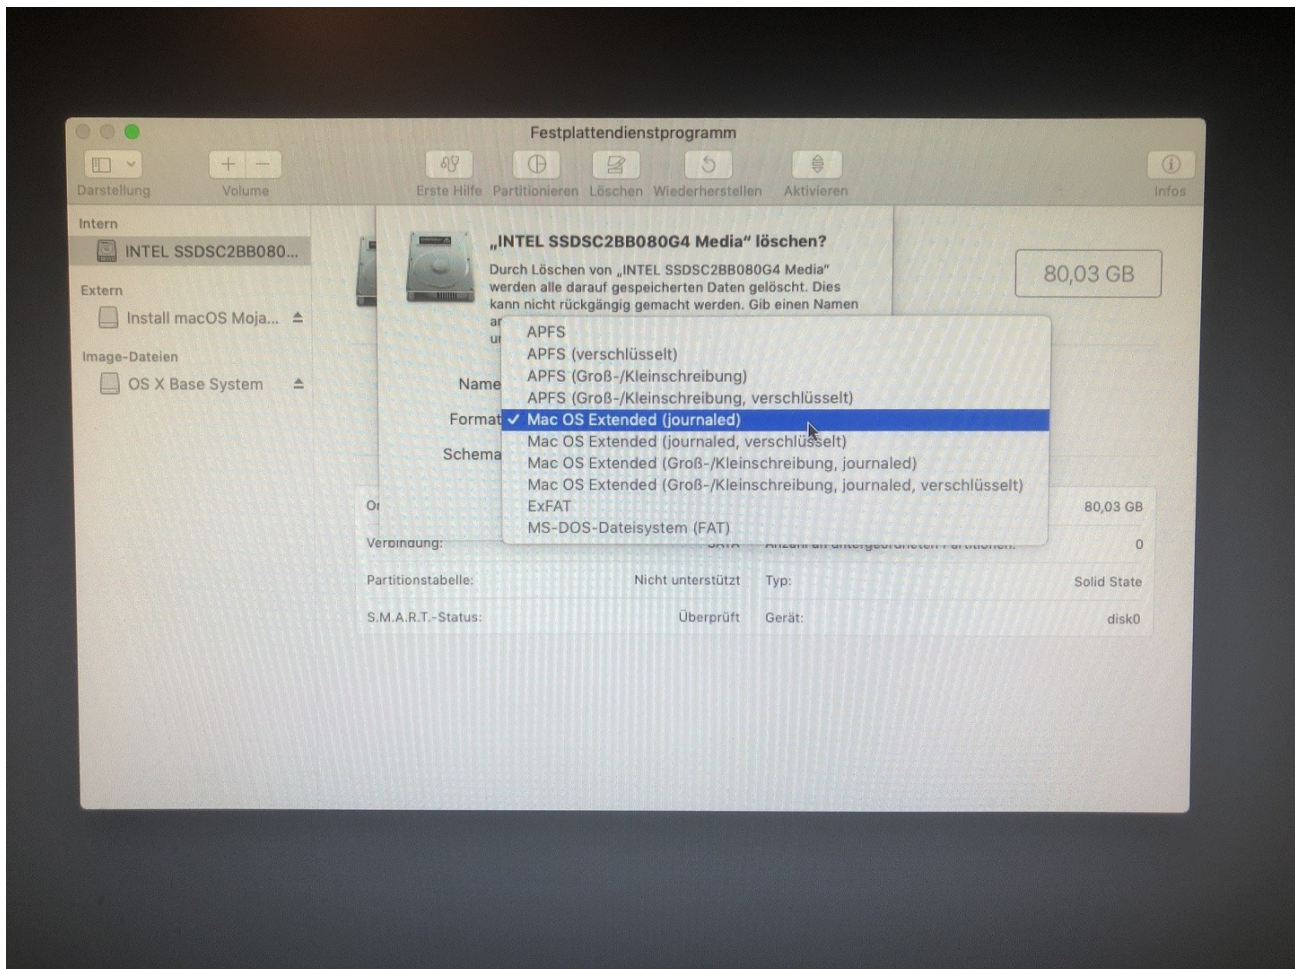 Festplattendienstprogramm
Darstellung
Volume
Erste Hilfe
Partitionieren
Löschen
Wiederherstellen
Aktivieren
Infos
Intern
INTEL SSDSC2BB080...
Extern
Install macOS Moja...
Image-Dateien
OS X Base System
„INTEL SSDSC2BB080G4 Media“ löschen?
Durch Löschen von „INTEL SSDSC2BB080G4 Media“
werden alle darauf gespeicherten Daten gelöscht. Dies
kann nicht rückgängig gemacht werden. Gib einen Namen
80,03 GB
Name
Format
Schema
APFS
APFS (verschlüsselt)
APFS (Groß-/Kleinschreibung)
APFS (Groß-/Kleinschreibung, verschlüsselt)
✓ Mac OS Extended (journaled)
Mac OS Extended (journaled, verschlüsselt)
Mac OS Extended (Groß-/Kleinschreibung, journaled)
Mac OS Extended (Groß-/Kleinschreibung, journaled, verschlüsselt)
ExFAT
MS-DOS-Dateisystem (FAT)
80,03 GB
Verbindung: SATA Anzahl an untergeordneten Partitionen: 0
Partitionstabelle: Nicht unterstützt Typ: Solid State
S.M.A.R.T.-Status: Überprüft Gerät: disk0